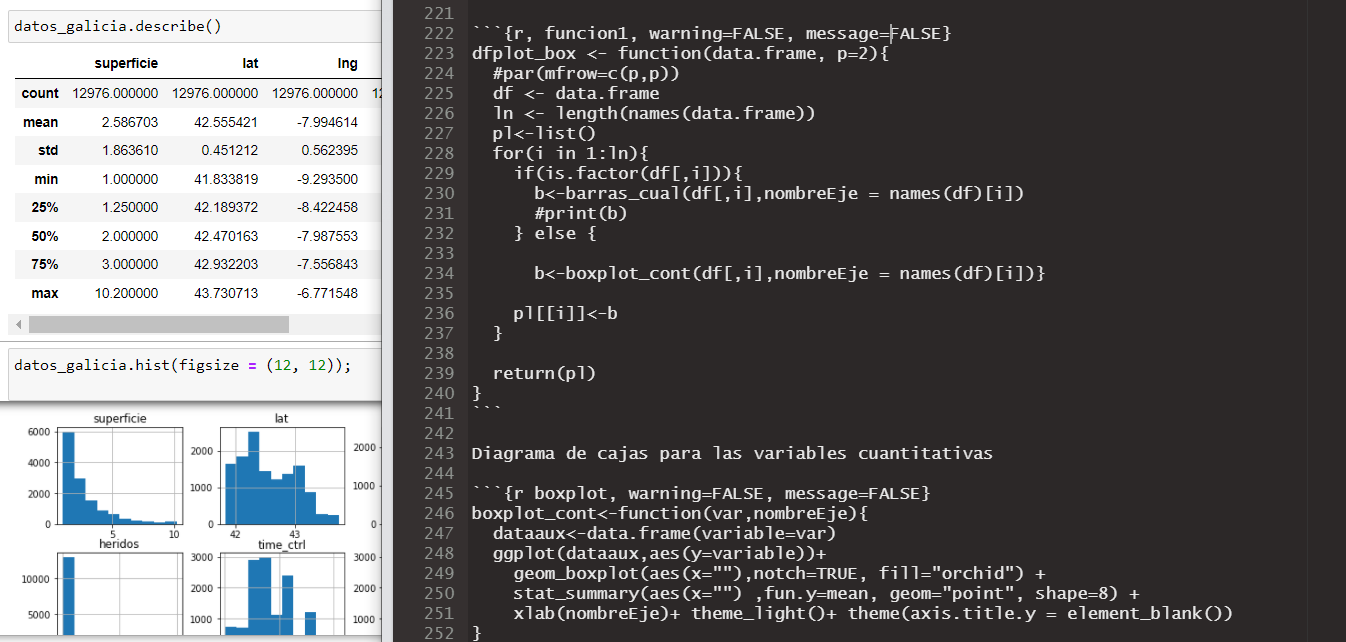 datos_galicia.describe()
superficie lat lng
count 12976.000000 12976.000000 12976.000000 12
mean 2.586703 42.555421 -7.994614
std 1.863610 0.451212 0.562395
min 1.000000 41.833819 -9.293500
25% 1.250000 42.189372 -8.422458
50% 2.000000 42.470163 -7.987553
75% 3.000000 42.932203 -7.556843
max 10.200000 43.730713 -6.771548
datos_galicia.hist(figsize = (12, 12));
superficie
6000
4000
2000
0
5 10
lat
2000
1000
0
42 43
2000
1000
0
heridos
10000
5000
time_ctrl
3000
2000
1000
3000
2000
1000
221
222 ```{r, funcion1, warning=FALSE, message=FALSE}
223 dfplot_box <- function(data.frame, p=2){
224 #par(mfrow=c(p,p))
225 df <- data.frame
226 ln <- length(names(data.frame))
227 pl<-list()
228 for(i in 1:ln){
229 if(is.factor(df[,i])){
230 b<-barras_cual(df[,i],nombreEje = names(df)[i])
231 #print(b)
232 } else {
233
234 b<-boxplot_cont(df[,i],nombreEje = names(df)[i])}
235
236 pl[[i]]<-b
237 }
238
239 return(pl)
240 }
241 ```
242
243 Diagrama de cajas para las variables cuantitativas
244
245 ```{r boxplot, warning=FALSE, message=FALSE}
246 boxplot_cont<-function(var,nombreEje){
247 dataaux<-data.frame(variable=var)
248 ggplot(dataaux,aes(y=variable))+
249 geom_boxplot(aes(x=""),notch=TRUE, fill="orchid") +
250 stat_summary(aes(x="") ,fun.y=mean, geom="point", shape=8) +
251 xlab(nombreEje)+ theme_light()+ theme(axis.title.y = element_blank())
252 }